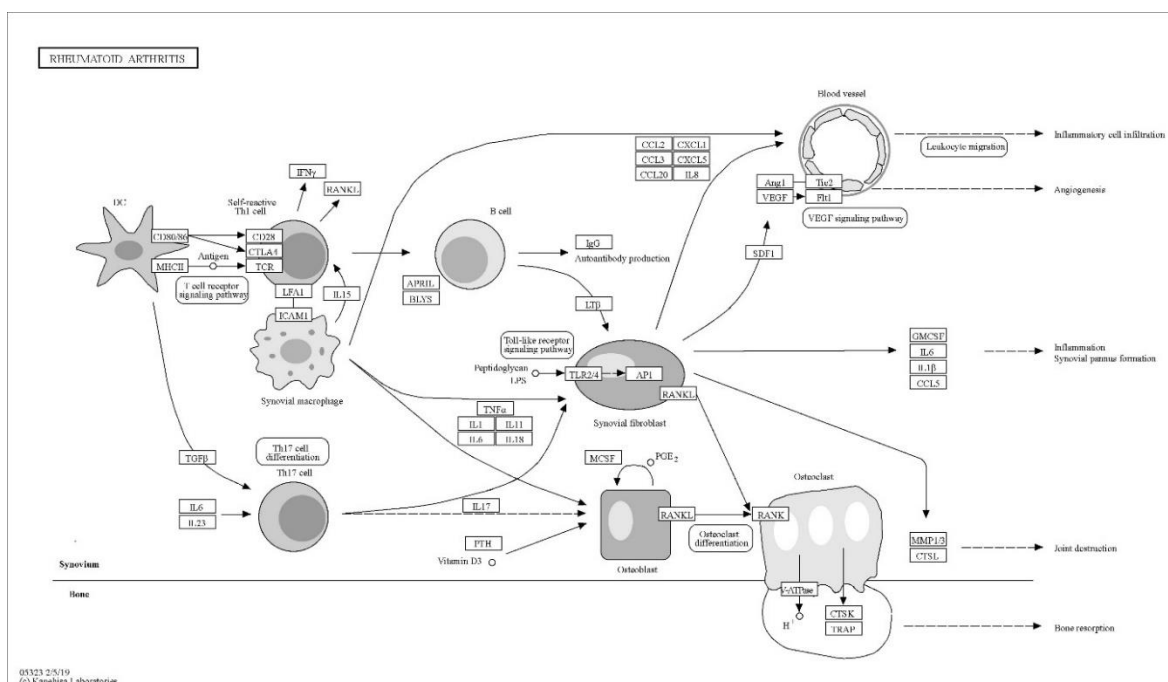 RHEUMATOID ARTHRITIS
Blood vessel
Inflammatory cell infiltration
Leukocyte migration
CCL2 CXCL1
CCL3 CXCL5
CCL20 IL8
Ang1 Tie2
VEGF Flt1
Angiogenesis
VEGF signaling pathway
IFNγ
RANKL
DC
Self-reactive
Th1 cell
B cell
CD80/86 CD28
CTLA4
Antigen
MHCII TCR
T cell receptor
signaling pathway
LFA1
IL15
ICAM1
Synovial macrophage
IgG
Autoantibody production
APRIL
BLYS
LTβ
SDF1
Toll-like receptor
signaling pathway
Peptidoglycan
LPS
TLR2/4 AP1
RANKL
Synovial fibroblast
GMCSF
IL6
IL1β
CCL5
Inflammation
Synovial pannus formation
TNFα
IL1 IL11
IL6 IL18
TGFβ
Th17 cell
differentiation
Th17 cell
IL6
IL23
IL17
MCSF
PGE2
Osteoclast
RANKL RANK
Osteoclast
differentiation
PTH
Vitamin D3
Osteoblast
MMP1/3
CTSL
Joint destruction
Synovium
Bone
V-ATPase
H+
CTSK
TRAP
Bone resorption
05323 2/5/19
(c) Kanehisa Laboratories